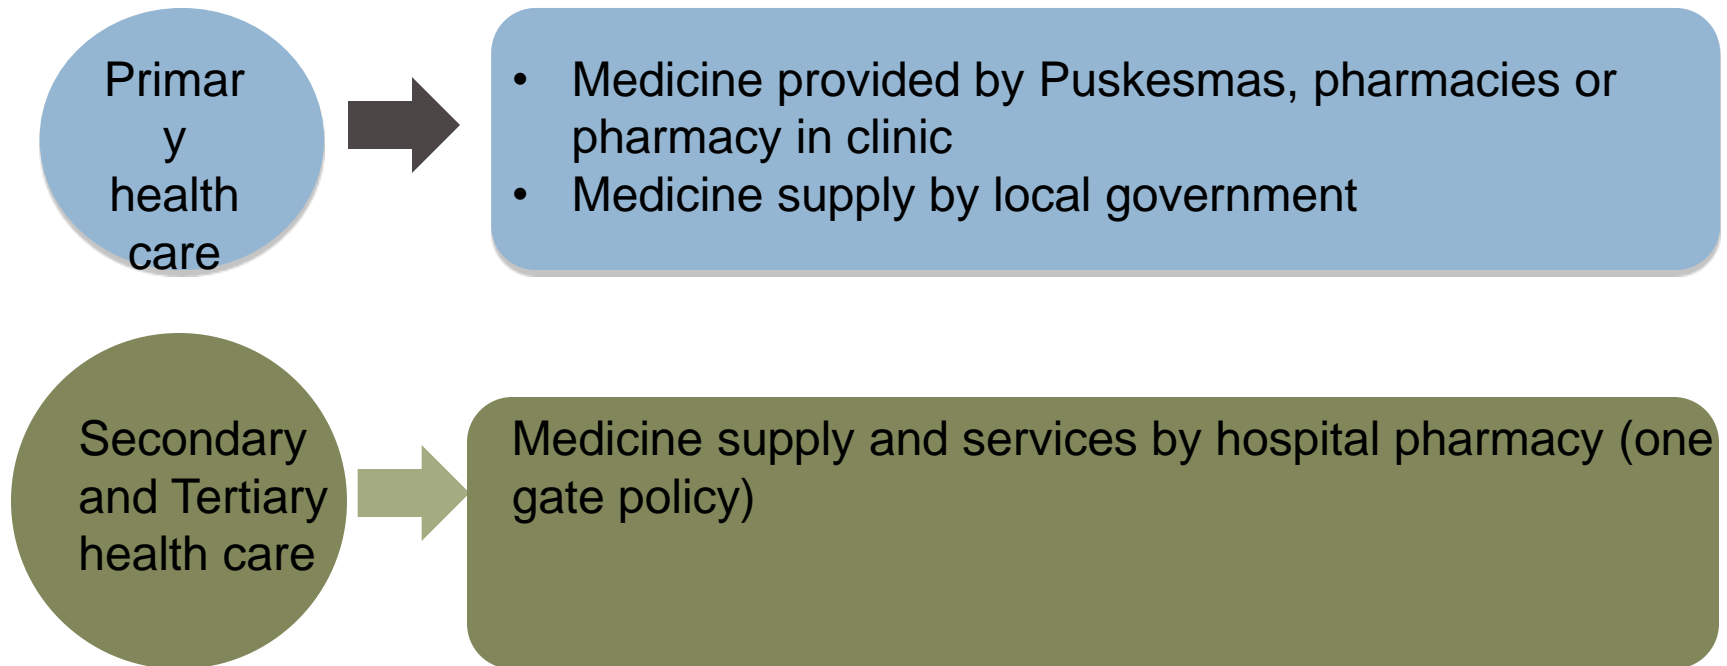 Primar
y
health
care
• Medicine provided by Puskesmas, pharmacies or
pharmacy in clinic
• Medicine supply by local government
Secondary
and Tertiary
health care
Medicine supply and services by hospital pharmacy (one
gate policy)